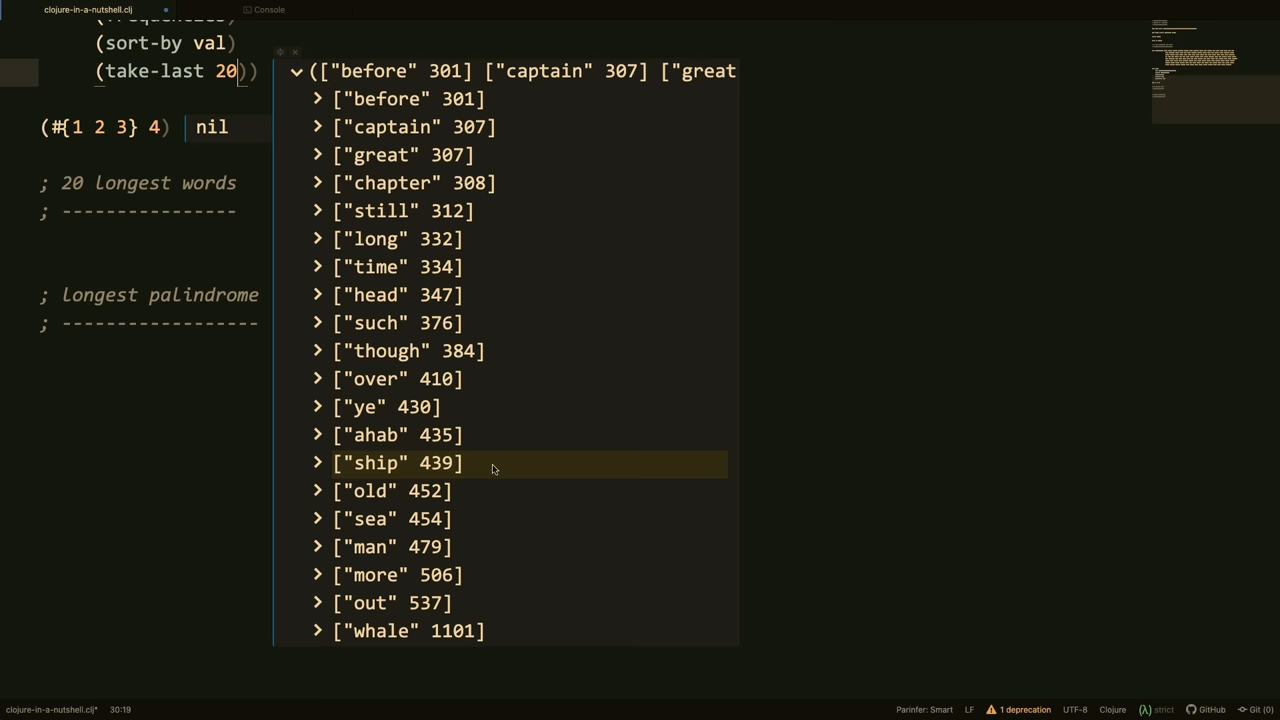 clojure-in-a-nutshell.clj
Console
(sort-by val)
(take-last 20))
(["before" 301] ["captain" 307] ["great
["before" 301]
["captain" 307]
(#{1 2 3} 4) nil
["great" 307]
["chapter" 308]
; 20 longest words
; ----------------
["still" 312]
["long" 332]
["time" 334]
["head" 347]
; longest palindrome
; ------------------
["such" 376]
["though" 384]
["over" 410]
["ye" 430]
["ahab" 435]
["ship" 439]
["old" 452]
["sea" 454]
["man" 479]
["more" 506]
["out" 537]
["whale" 1101]
clojure-in-a-nutshell.clj* 30:19 Parinfer: Smart LF 1 deprecation UTF-8 Clojure (λ) strict GitHub Git (0)